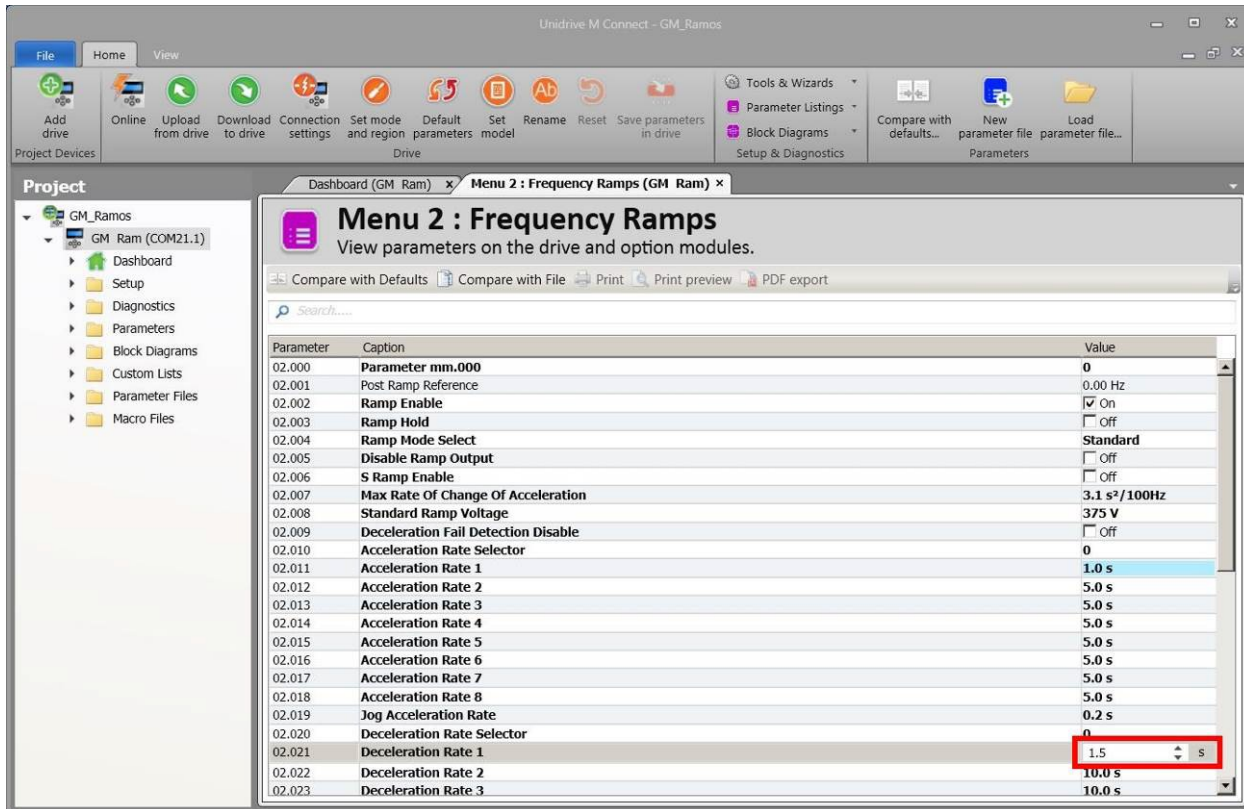 Unidrive M Connect - GM_Ramos
File Home View
Add drive
Online
Upload from drive
Download to drive
Connection settings
Set mode and region
Default parameters
Set model
Ab
Rename
Reset
Save parameters in drive
Tools & Wizards
Parameter Listings
Block Diagrams
Compare with defaults...
New parameter file
Load parameter file...
Project Devices Drive Setup & Diagnostics Parameters
Project
GM_Ramos
GM Ram (COM21.1)
Dashboard
Setup
Diagnostics
Parameters
Block Diagrams
Custom Lists
Parameter Files
Macro Files
Dashboard (GM Ram) x Menu 2 : Frequency Ramps (GM Ram) x
Menu 2 : Frequency Ramps
View parameters on the drive and option modules.
Compare with Defaults Compare with File Print Print preview PDF export
Search.....
Parameter Caption Value
02.000 Parameter mm.000 0
02.001 Post Ramp Reference 0.00 Hz
02.002 Ramp Enable On
02.003 Ramp Hold Off
02.004 Ramp Mode Select Standard
02.005 Disable Ramp Output Off
02.006 S Ramp Enable Off
02.007 Max Rate Of Change Of Acceleration 3.1 s²/100Hz
02.008 Standard Ramp Voltage 375 V
02.009 Deceleration Fail Detection Disable Off
02.010 Acceleration Rate Selector 0
02.011 Acceleration Rate 1 1.0 s
02.012 Acceleration Rate 2 5.0 s
02.013 Acceleration Rate 3 5.0 s
02.014 Acceleration Rate 4 5.0 s
02.015 Acceleration Rate 5 5.0 s
02.016 Acceleration Rate 6 5.0 s
02.017 Acceleration Rate 7 5.0 s
02.018 Acceleration Rate 8 5.0 s
02.019 Jog Acceleration Rate 0.2 s
02.020 Deceleration Rate Selector 0
02.021 Deceleration Rate 1 1.5 s
02.022 Deceleration Rate 2 10.0 s
02.023 Deceleration Rate 3 10.0 s